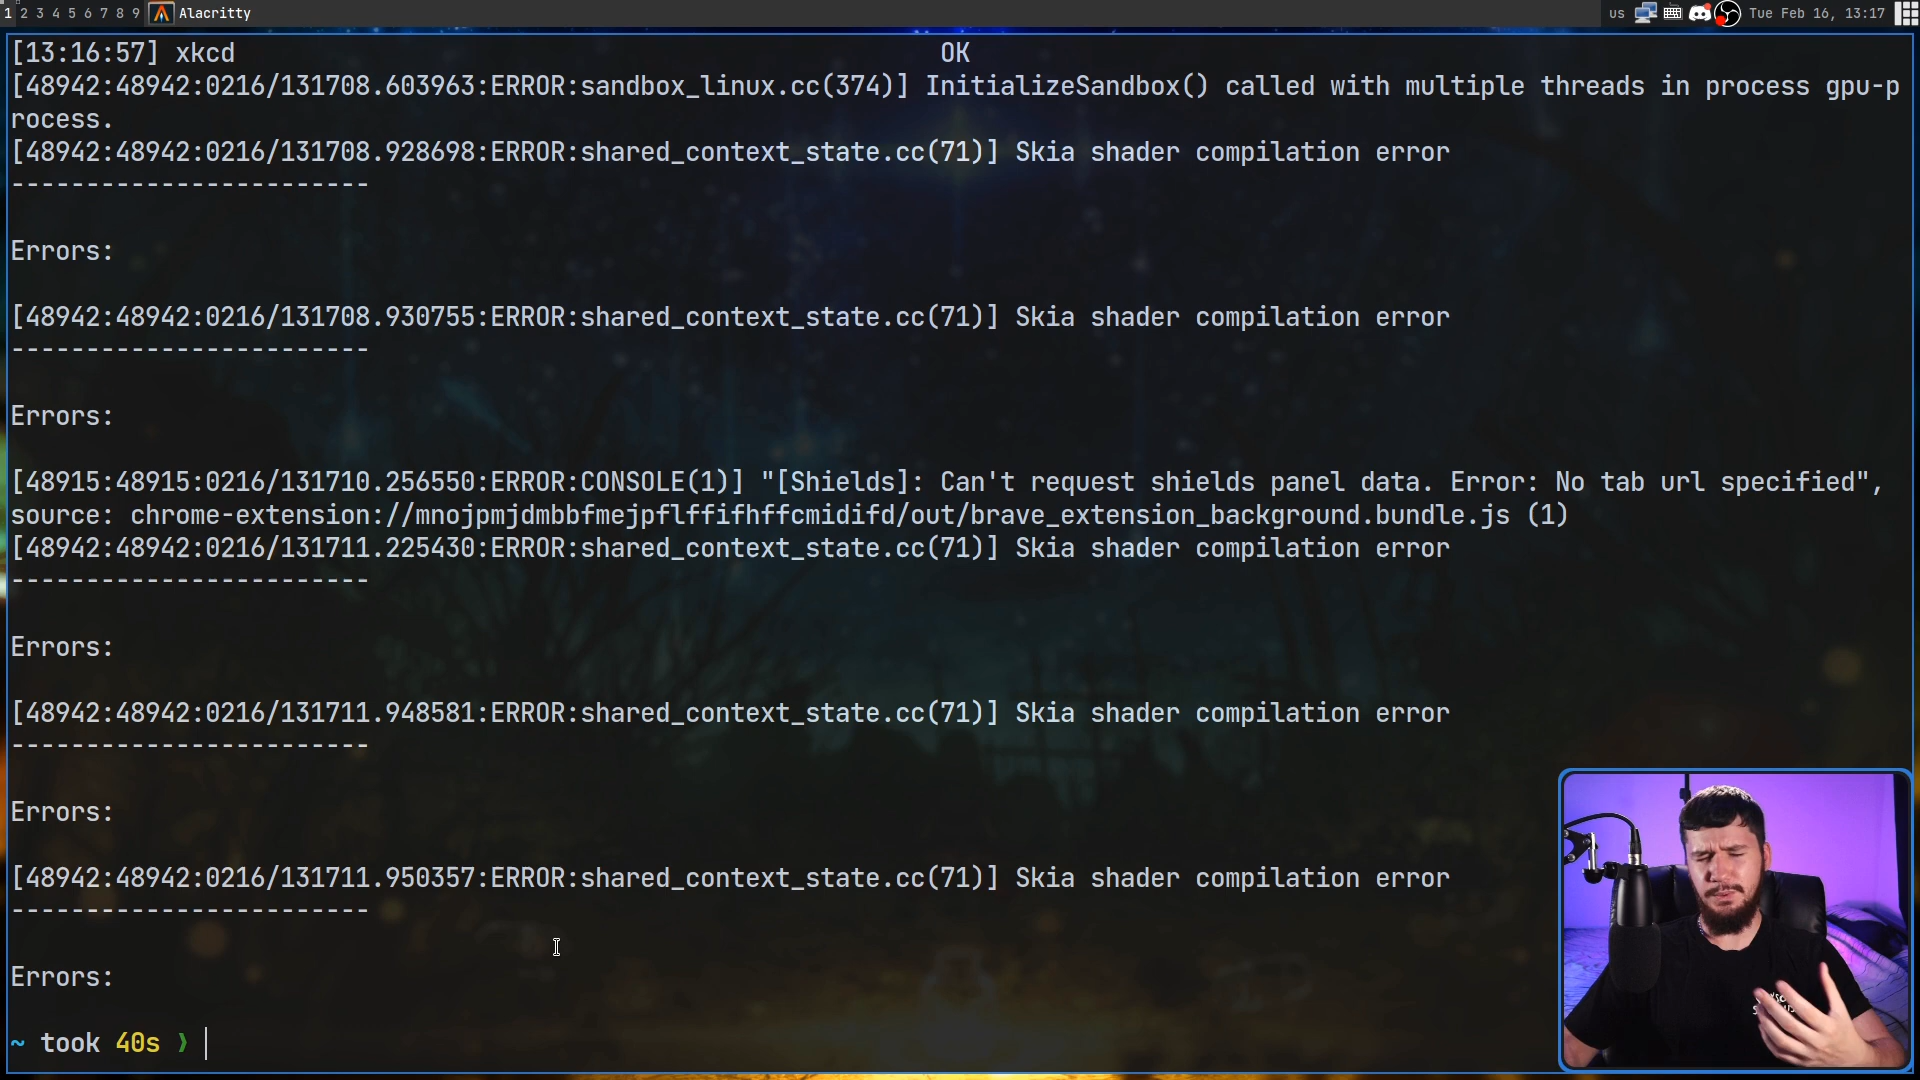 1 2 3 4 5 6 7 8 9 Alacritty us Tue Feb 16, 13:17
[13:16:57] xkcd OK
[48942:48942:0216/131708.603963:ERROR:sandbox_linux.cc(374)] InitializeSandbox() called with multiple threads in process gpu-p
rocess.
[48942:48942:0216/131708.928698:ERROR:shared_context_state.cc(71)] Skia shader compilation error
------------------------
Errors:
[48942:48942:0216/131708.930755:ERROR:shared_context_state.cc(71)] Skia shader compilation error
------------------------
Errors:
[48915:48915:0216/131710.256550:ERROR:CONSOLE(1)] "[Shields]: Can't request shields panel data. Error: No tab url specified",
source: chrome-extension://mnojpmjdmbbfmejpflffifhffcmidifd/out/brave_extension_background.bundle.js (1)
[48942:48942:0216/131711.225430:ERROR:shared_context_state.cc(71)] Skia shader compilation error
------------------------
Errors:
[48942:48942:0216/131711.948581:ERROR:shared_context_state.cc(71)] Skia shader compilation error
------------------------
Errors:
[48942:48942:0216/131711.950357:ERROR:shared_context_state.cc(71)] Skia shader compilation error
------------------------
Errors:
~ took 40s ❯